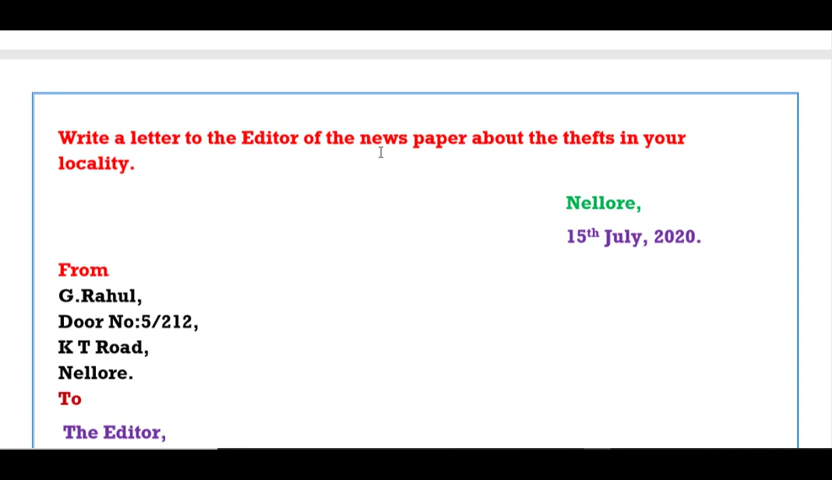 Write a letter to the Editor of the news paper about the thefts in your
locality.
Nellore,
15th July, 2020.
From
G.Rahul,
Door No:5/212,
K T Road,
Nellore.
To
The Editor,